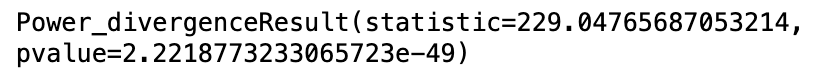 Power_divergenceResult(statistic=229.04765687053214,
pvalue=2.2218773233065723e-49)